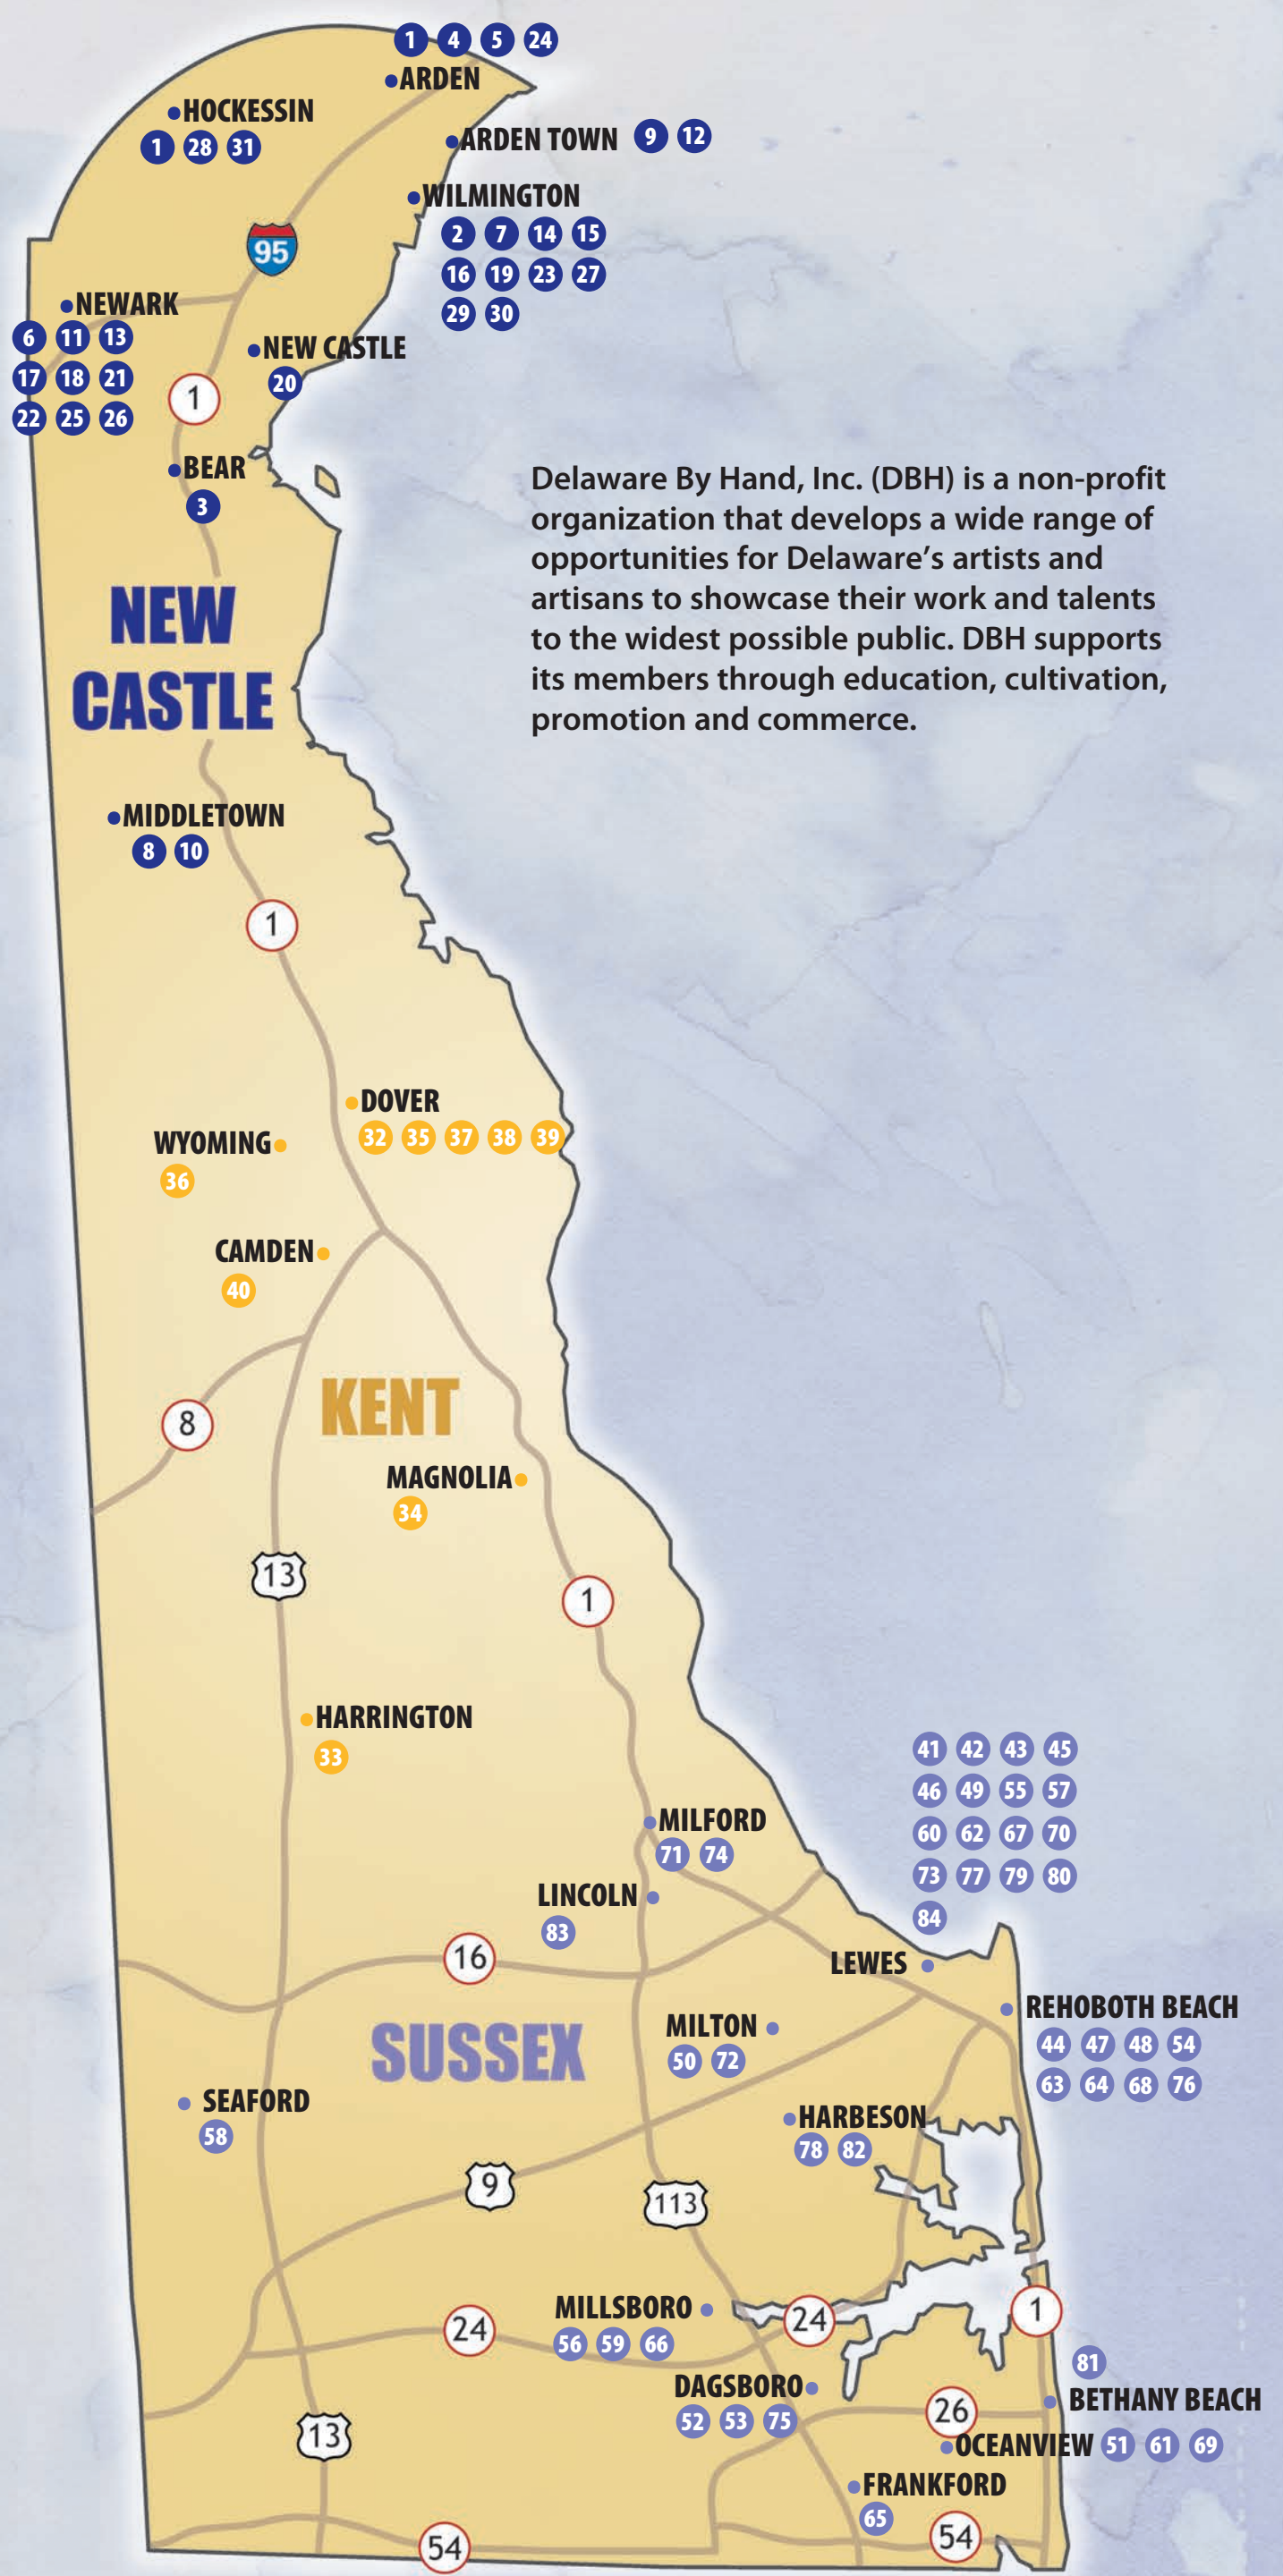 1 4 5 24
ARDEN
HOCKESSIN
1 28 31
ARDEN TOWN 9 12
WILMINGTON
2 7 14 15
16 19 23 27
29 30
95
NEWARK
6 11 13
17 18 21
22 25 26
NEW CASTLE
20
1
BEAR
3
Delaware By Hand, Inc. (DBH) is a non-profit
organization that develops a wide range of
opportunities for Delaware's artists and
artisans to showcase their work and talents
to the widest possible public. DBH supports
its members through education, cultivation,
promotion and commerce.
NEW
CASTLE
MIDDLETOWN
8 10
1
DOVER
32 35 37 38 39
WYOMING
36
CAMDEN
40
KENT
8
MAGNOLIA
34
13
1
HARRINGTON
33
41 42 43 45
46 49 55 57
60 62 67 70
73 77 79 80
84
LEWES
MILFORD
71 74
LINCOLN
83
16
REHOBOTH BEACH
44 47 48 54
63 64 68 76
MILTON
50 72
SUSSEX
SEAFORD
58
HARBESON
78 82
9
113
MILLSBORO
56 59 66
24
24
1
81
BETHANY BEACH
DAGSBORO
52 53 75
26
13
OCEANVIEW 51 61 69
FRANKFORD
65
54
54